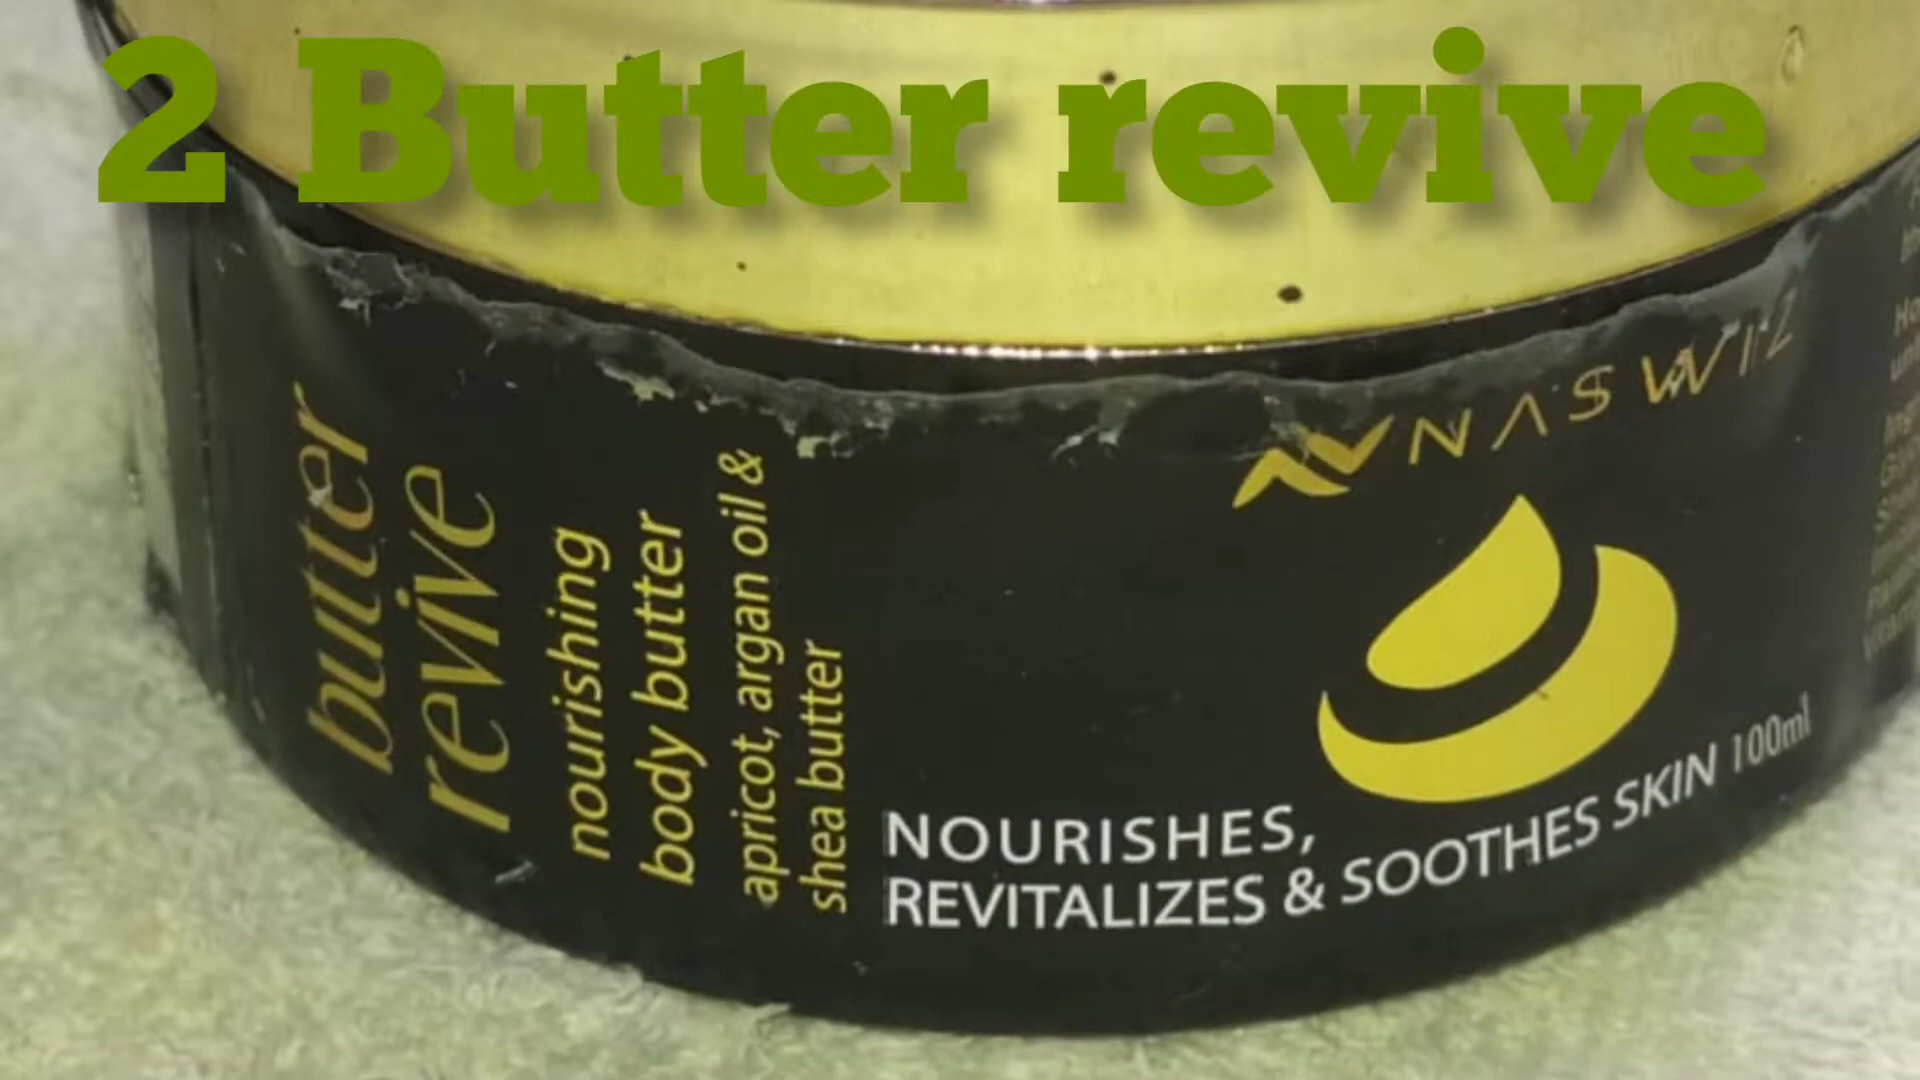 2 Butter revive
butter
revive
nourishing
body butter
apricot, argan oil &
shea butter
NASWIZ
NOURISHES,
REVITALIZES & SOOTHES SKIN 100ml